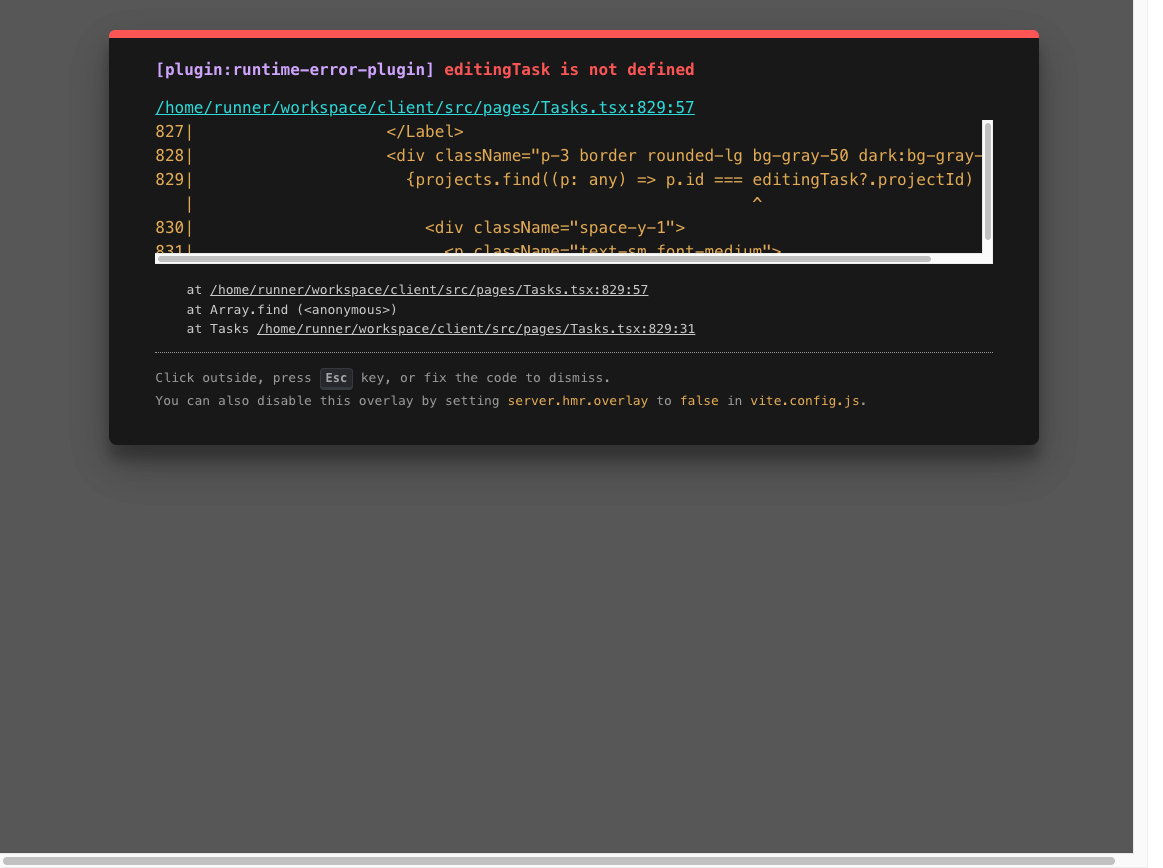 [plugin:runtime-error-plugin] editingTask is not defined
/home/runner/workspace/client/src/pages/Tasks.tsx:829:57
827|                    </Label>
828|                    <div className="p-3 border rounded-lg bg-gray-50 dark:bg-gray-
829|                      {projects.find((p: any) => p.id === editingTask?.projectId)
   |                                                          ^
830|                        <div className="space-y-1">
831|                          <p className="text-sm font-medium">
at /home/runner/workspace/client/src/pages/Tasks.tsx:829:57
at Array.find (<anonymous>)
at Tasks /home/runner/workspace/client/src/pages/Tasks.tsx:829:31
Click outside, press Esc key, or fix the code to dismiss.
You can also disable this overlay by setting server.hmr.overlay to false in vite.config.js.